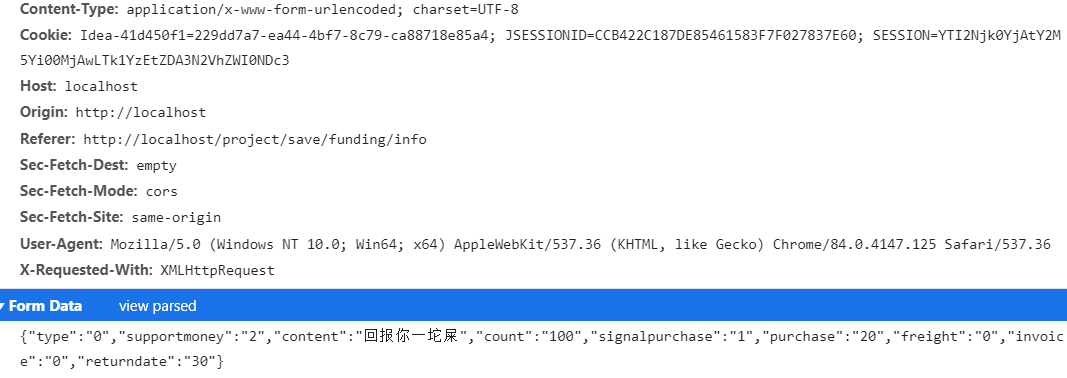 Content-Type: application/x-www-form-urlencoded; charset=UTF-8
Cookie: Idea-41d450f1=229dd7a7-ea44-4bf7-8c79-ca88718e85a4; JSESSIONID=CCB422C187DE85461583F7F027837E60; SESSION=YTI2Njk0YjAtY2M
5Yi00MjAwLTk1YzEtZDA3N2VhZWI0NDc3
Host: localhost
Origin: http://localhost
Referer: http://localhost/project/save/funding/info
Sec-Fetch-Dest: empty
Sec-Fetch-Mode: cors
Sec-Fetch-Site: same-origin
User-Agent: Mozilla/5.0 (Windows NT 10.0; Win64; x64) AppleWebKit/537.36 (KHTML, like Gecko) Chrome/84.0.4147.125 Safari/537.36
X-Requested-With: XMLHttpRequest
Form Data view parsed
{"type":"0","supportmoney":"2","content":"回报你一坨屎","count":"100","signalpurchase":"1","purchase":"20","freight":"0","invoic
e":"0","returndate":"30"}